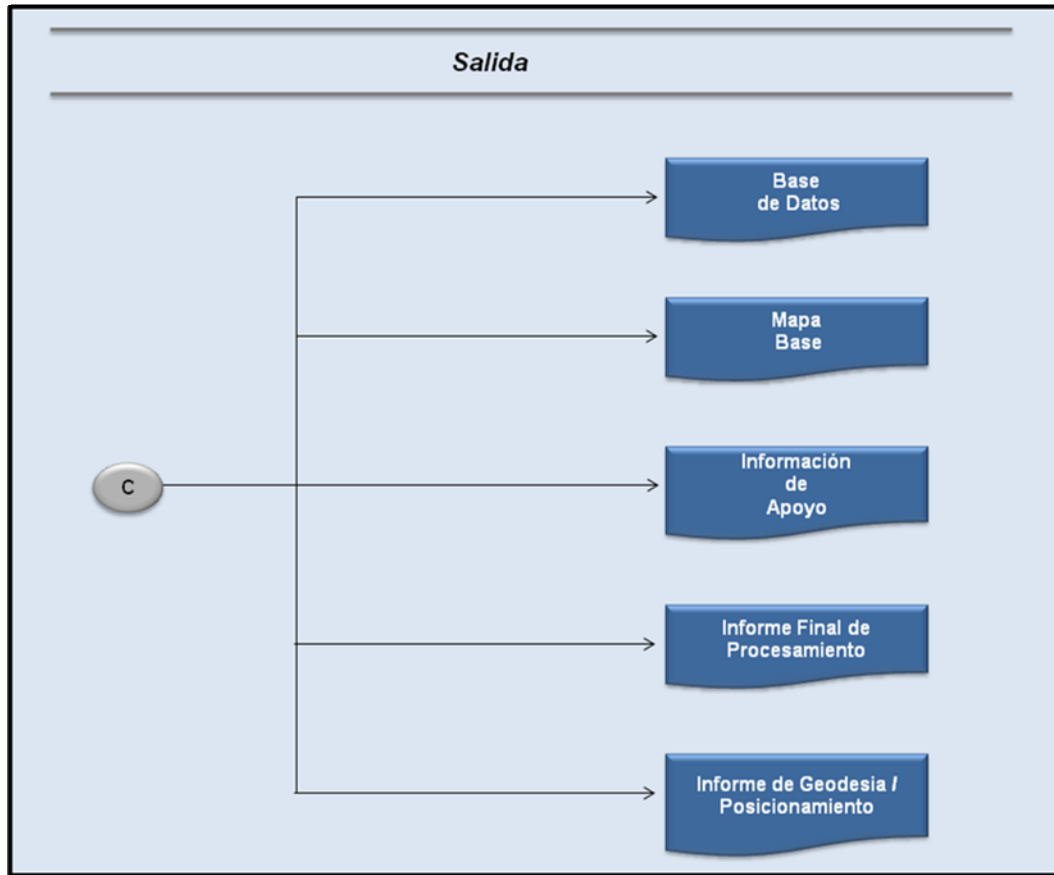 Salida
Base
de Datos
Mapa
Base
C
Información
de
Apoyo
Informe Final de
Procesamiento
Informe de Geodesia /
Posicionamiento